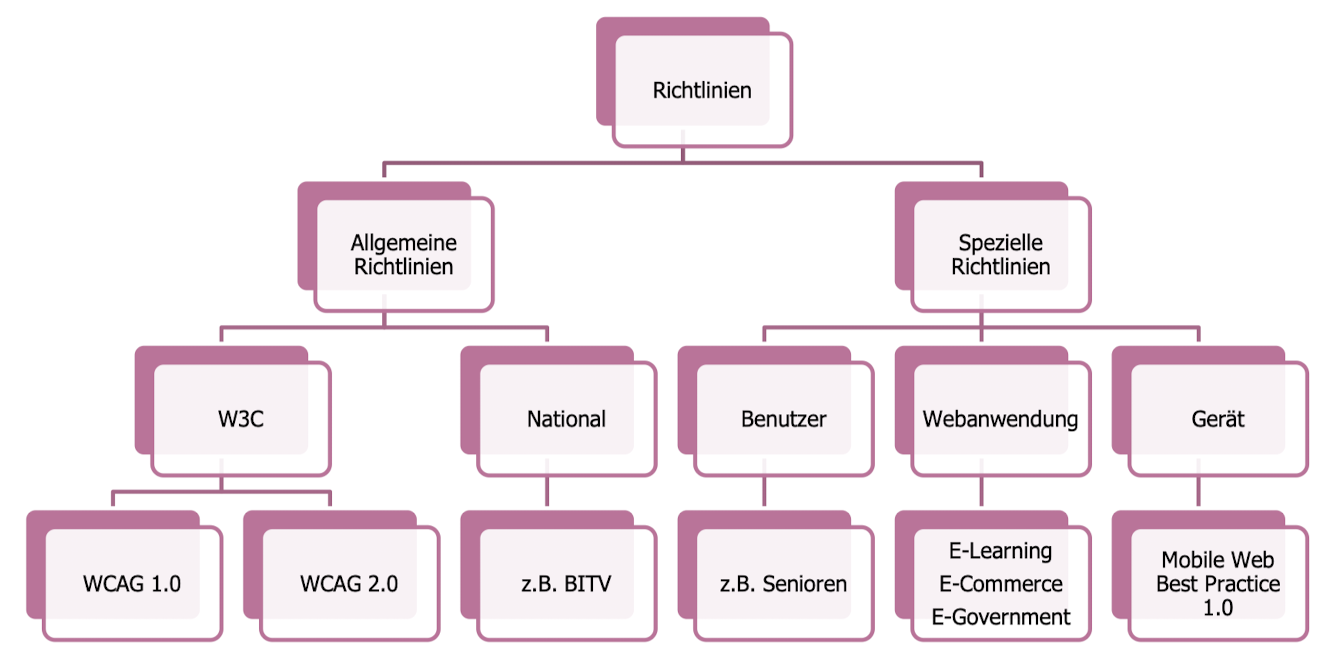 Richtlinien
Allgemeine
Richtlinien
Spezielle
Richtlinien
W3C
National
Benutzer
Webanwendung
Gerät
WCAG 1.0
WCAG 2.0
z.B. BITV
z.B. Senioren
E-Learning
E-Commerce
E-Government
Mobile Web
Best Practice
1.0